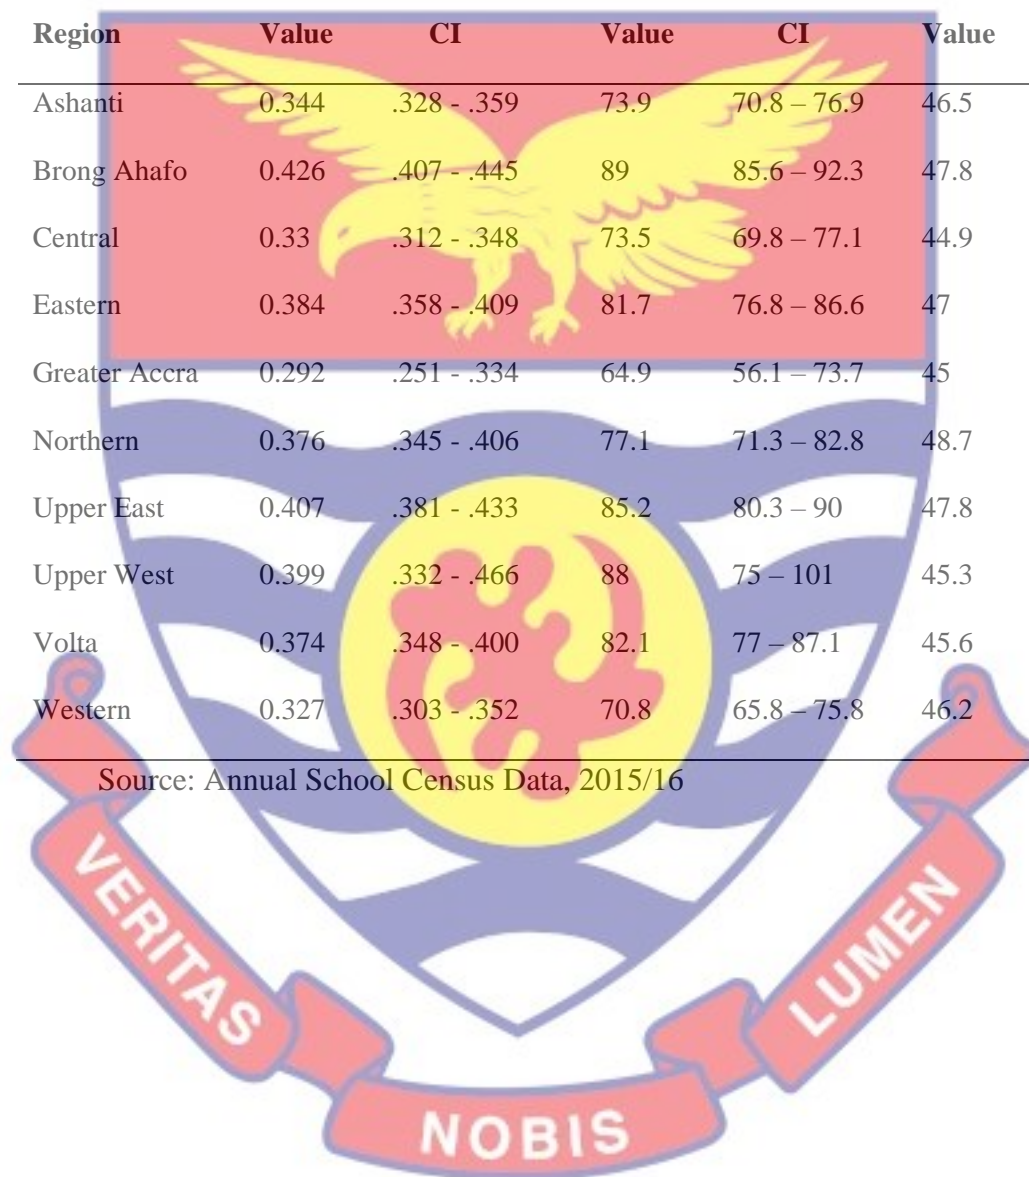 Region Value CI Value CI Value
Ashanti 0.344 .328 - .359 73.9 70.8 – 76.9 46.5
Brong Ahafo 0.426 .407 - .445 89 85.6 – 92.3 47.8
Central 0.33 .312 - .348 73.5 69.8 – 77.1 44.9
Eastern 0.384 .358 - .409 81.7 76.8 – 86.6 47
Greater Accra 0.292 .251 - .334 64.9 56.1 – 73.7 45
Northern 0.376 .345 - .406 77.1 71.3 – 82.8 48.7
Upper East 0.407 .381 - .433 85.2 80.3 – 90 47.8
Upper West 0.399 .332 - .466 88 75 – 101 45.3
Volta 0.374 .348 - .400 82.1 77 – 87.1 45.6
Western 0.327 .303 - .352 70.8 65.8 – 75.8 46.2
Source: Annual School Census Data, 2015/16
VERITAS
NOBIS
LUMEN